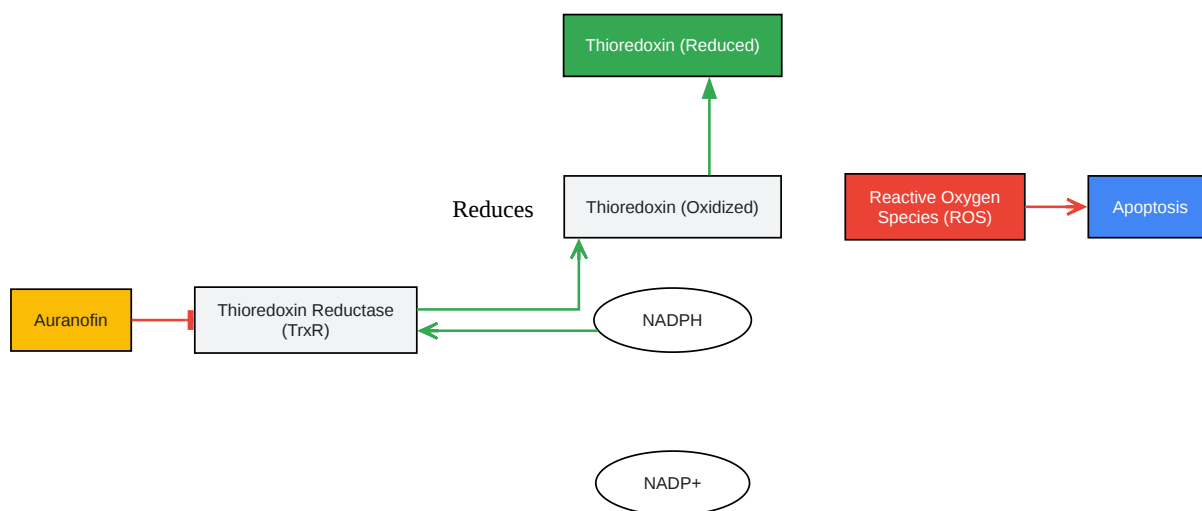 Thioredoxin (Reduced)
Reduces
Thioredoxin (Oxidized)
Reactive Oxygen
Species (ROS)
Apoptosis
Auranofin
Thioredoxin Reductase
(TrxR)
NADPH
NADP+